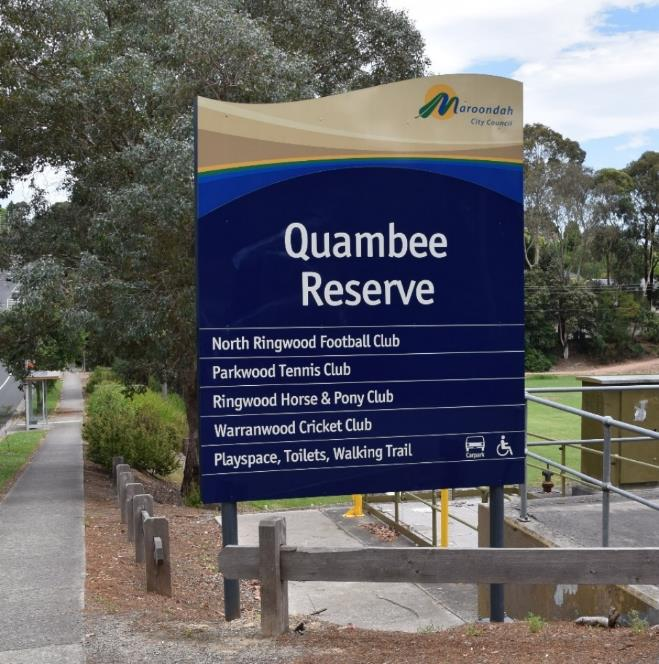 Maroondah
City Council
Quambee
Reserve
North Ringwood Football Club
Parkwood Tennis Club
Ringwood Horse & Pony Club
Warranwood Cricket Club
Playspace, Toilets, Walking Trail
Carpark